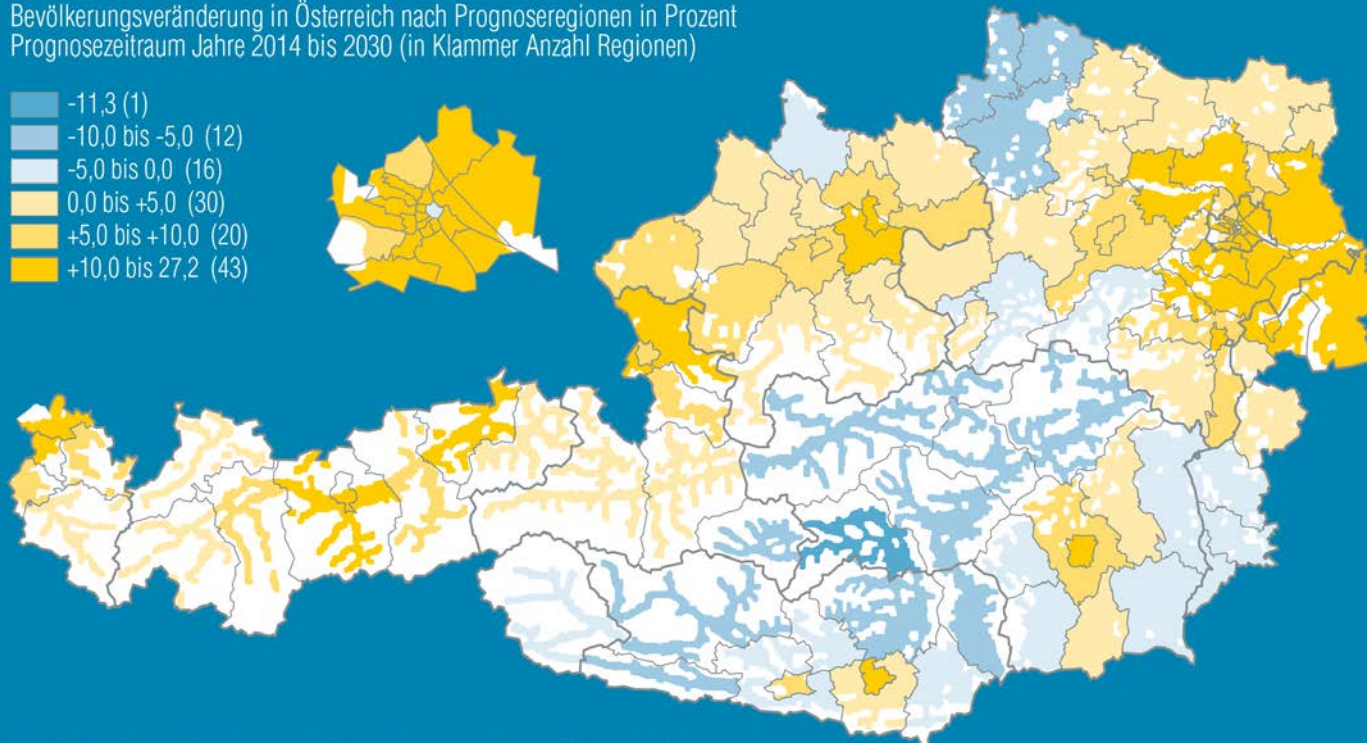 Bevölkerungsveränderung in Österreich nach Prognoseregionen in Prozent
Prognosezeitraum Jahre 2014 bis 2030 (in Klammer Anzahl Regionen)
-11,3 (1)
-10,0 bis -5,0 (12)
-5,0 bis 0,0 (16)
0,0 bis +5,0 (30)
+5,0 bis +10,0 (20)
+10,0 bis 27,2 (43)